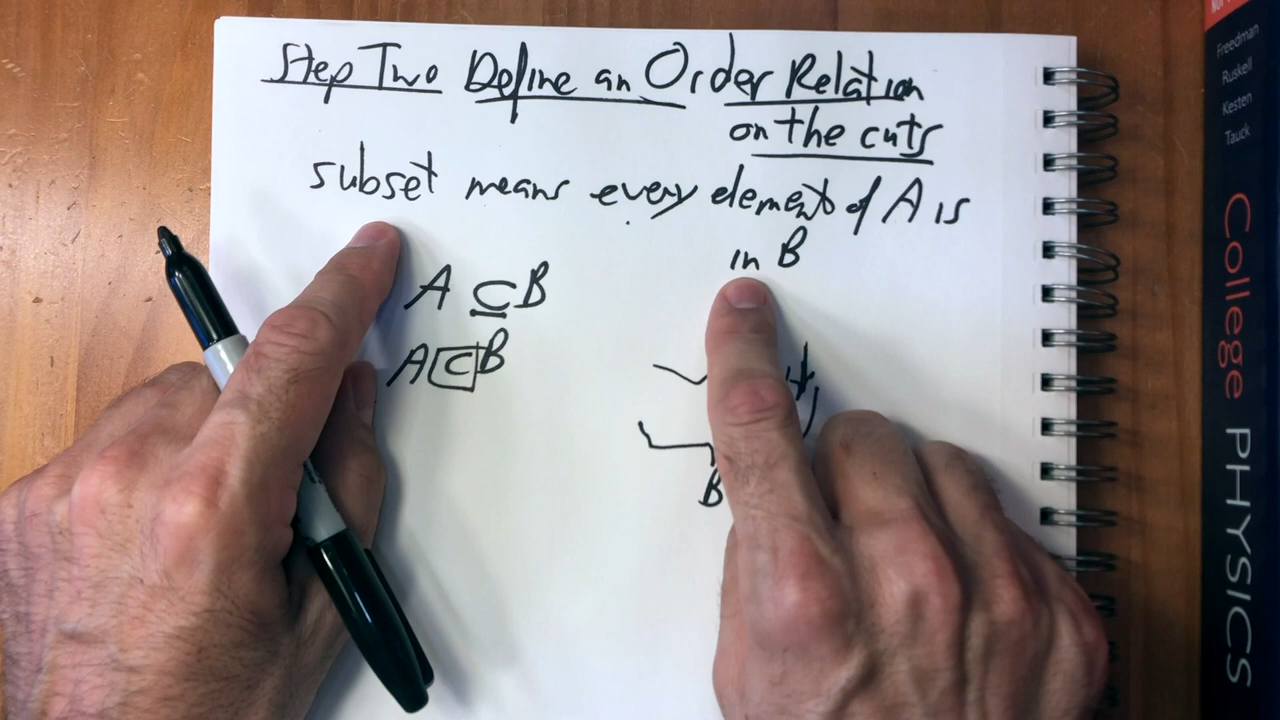 Step Two Define an Order Relation
on the cuts
subset means every element of A is
in B
A ⊆ B
A ⊂ B
B
Freedman
Ruskell
Kesten
Tauck
College PHYSICS